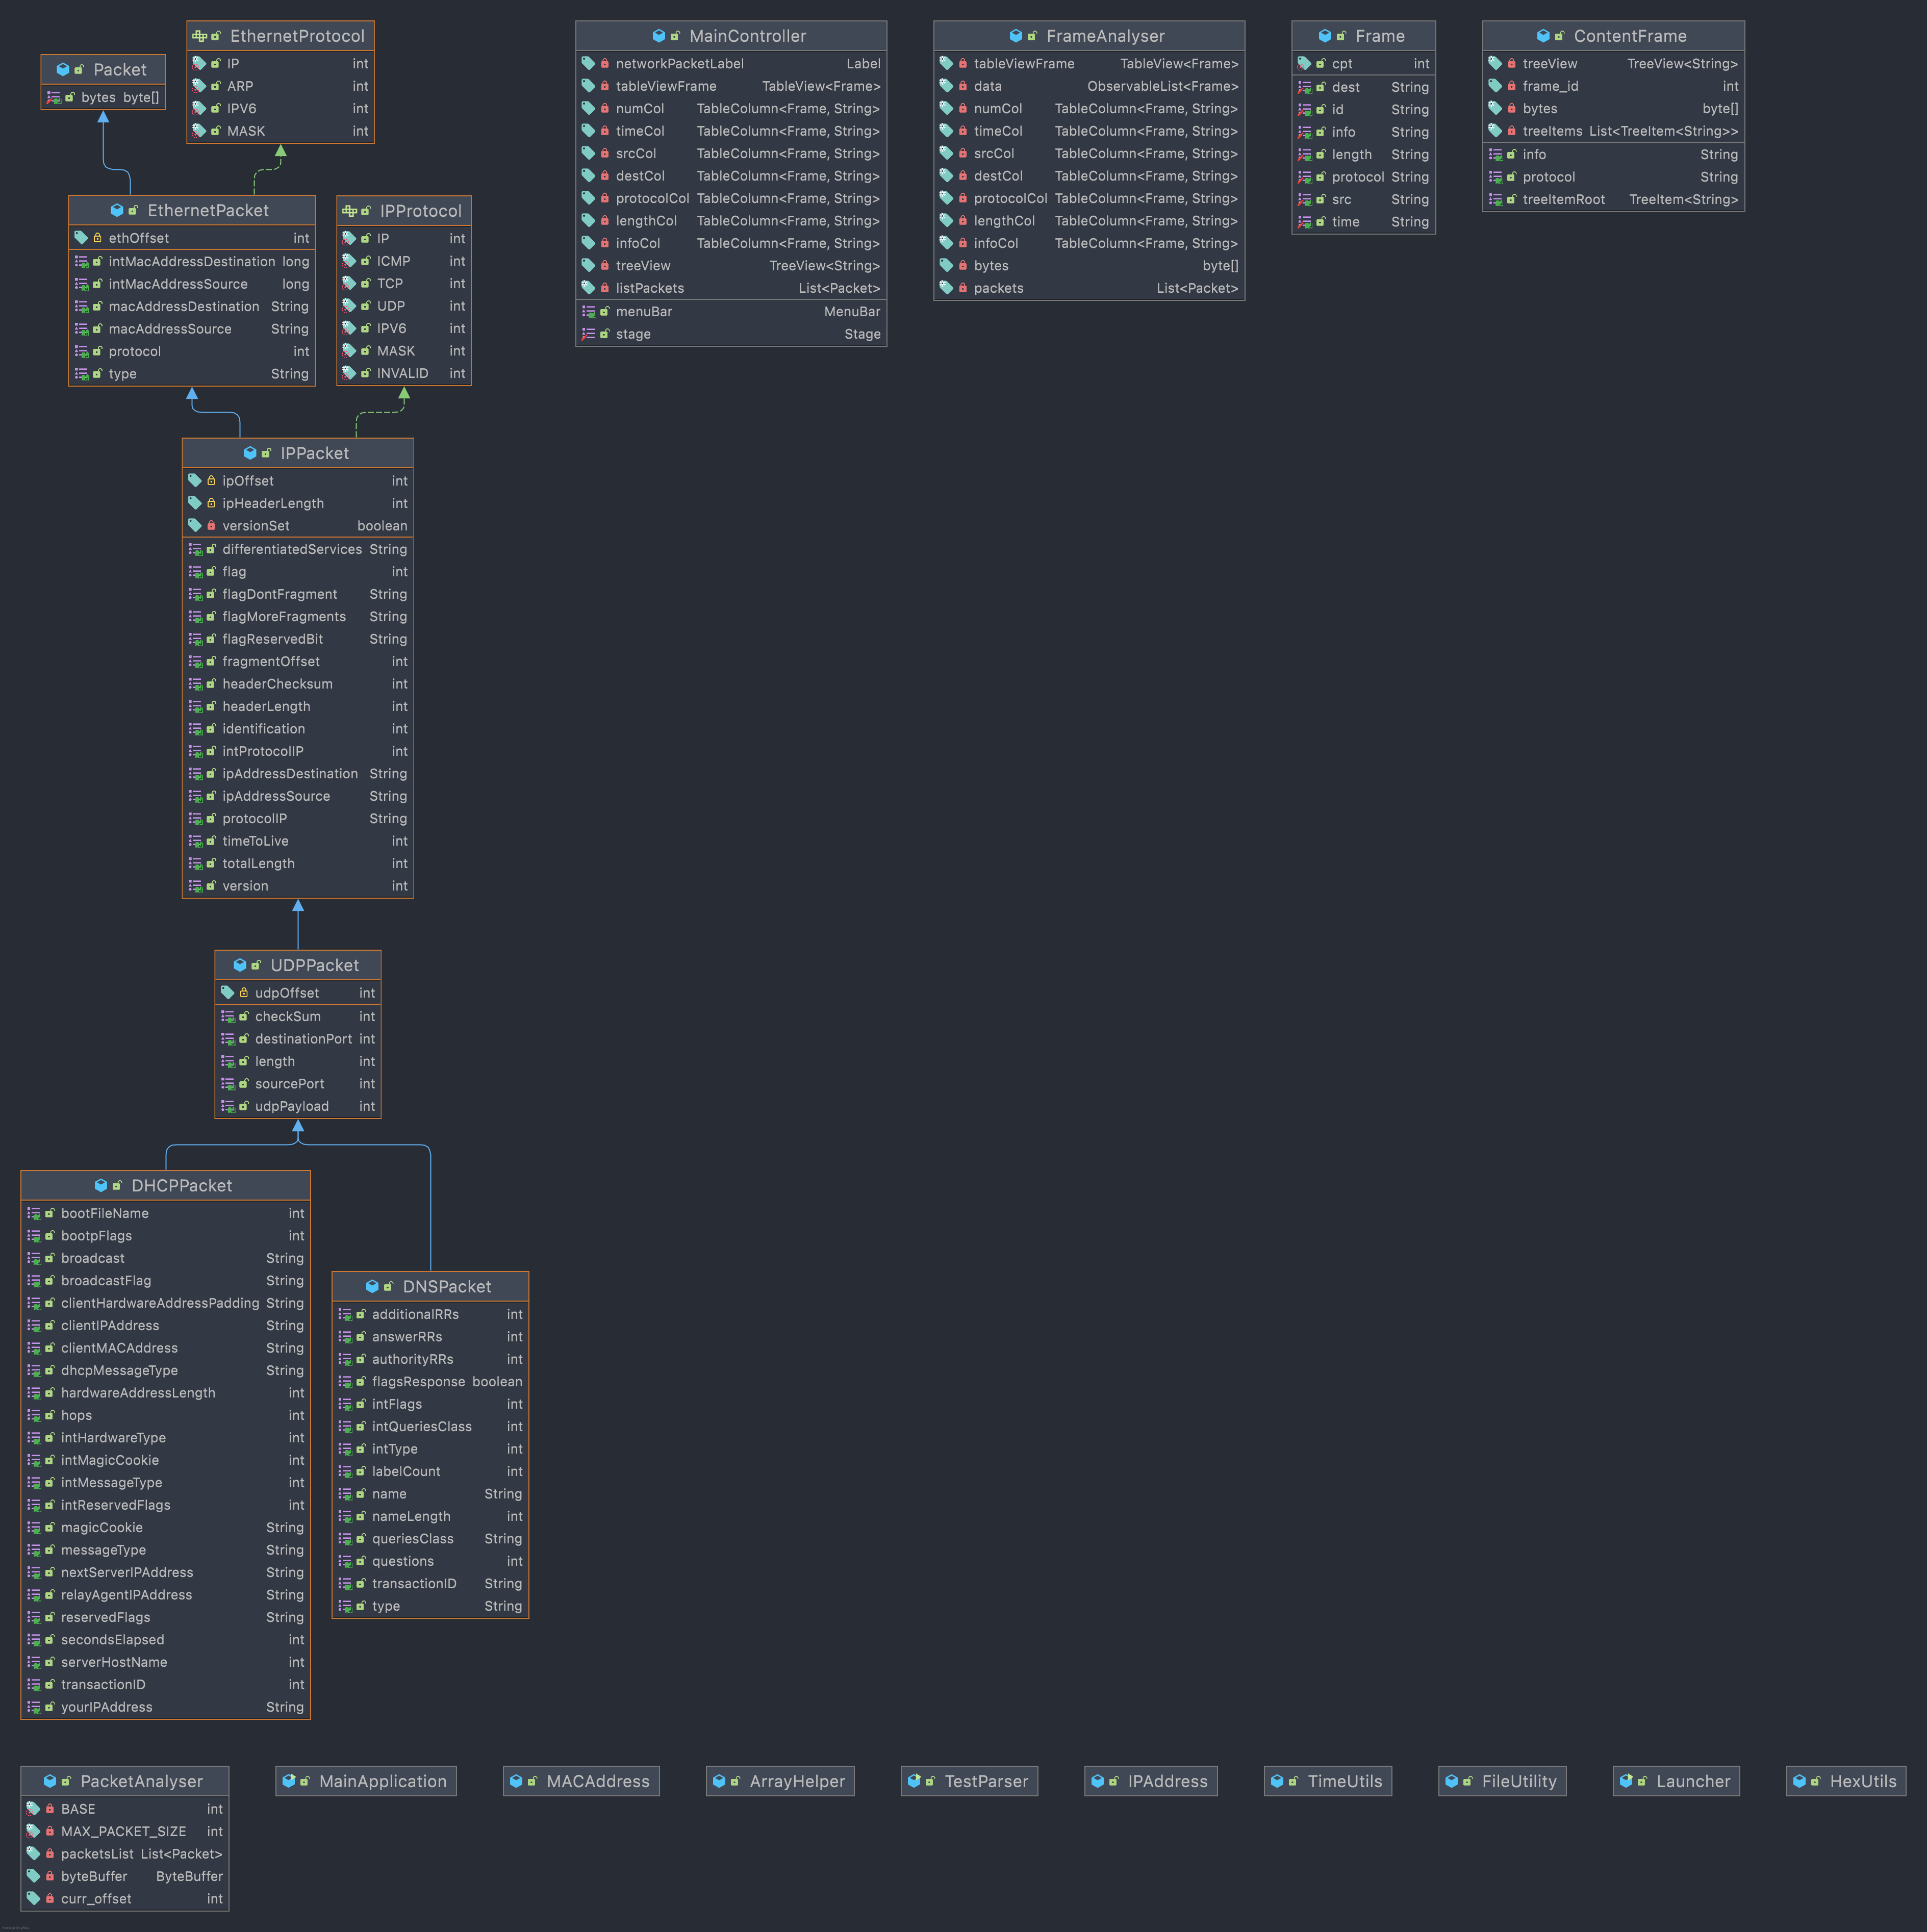 EthernetProtocol
IP int
ARP int
IPV6 int
MASK int
Packet
bytes byte[]
EthernetPacket
ethOffset int
intMacAddressDestination long
intMacAddressSource long
macAddressDestination String
macAddressSource String
protocol int
type String
IPProtocol
IP int
ICMP int
TCP int
UDP int
IPV6 int
MASK int
INVALID int
IPPacket
ipOffset int
ipHeaderLength int
versionSet boolean
differentiatedServices String
flag int
flagDontFragment String
flagMoreFragments String
flagReservedBit String
fragmentOffset int
headerChecksum int
headerLength int
identification int
intProtocolIP int
ipAddressDestination String
ipAddressSource String
protocolIP String
timeToLive int
totalLength int
version int
UDPPacket
udpOffset int
checkSum int
destinationPort int
length int
sourcePort int
udpPayload int
DHCPPacket
bootFileName int
bootpFlags int
broadcast String
broadcastFlag String
clientHardwareAddressPadding String
clientIPAddress String
clientMACAddress String
dhcpMessageType String
hardwareAddressLength int
hops int
intHardwareType int
intMagicCookie int
intMessageType int
intReservedFlags int
magicCookie String
messageType String
nextServerIPAddress String
relayAgentIPAddress String
reservedFlags String
secondsElapsed int
serverHostName int
transactionID int
yourIPAddress String
DNSPacket
additionalRRs int
answerRRs int
authorityRRs int
flagsResponse boolean
intFlags int
intQueriesClass int
intType int
labelCount int
name String
nameLength int
queriesClass String
questions int
transactionID String
type String
MainController
networkPacketLabel Label
tableViewFrame TableView<Frame>
numCol TableColumn<Frame, String>
timeCol TableColumn<Frame, String>
srcCol TableColumn<Frame, String>
destCol TableColumn<Frame, String>
protocolCol TableColumn<Frame, String>
lengthCol TableColumn<Frame, String>
infoCol TableColumn<Frame, String>
treeView TreeView<String>
listPackets List<Packet>
menuBar MenuBar
stage Stage
FrameAnalyser
tableViewFrame TableView<Frame>
data ObservableList<Frame>
numCol TableColumn<Frame, String>
timeCol TableColumn<Frame, String>
srcCol TableColumn<Frame, String>
destCol TableColumn<Frame, String>
protocolCol TableColumn<Frame, String>
lengthCol TableColumn<Frame, String>
infoCol TableColumn<Frame, String>
bytes byte[]
packets List<Packet>
Frame
cpt int
dest String
id String
info String
length String
protocol String
src String
time String
ContentFrame
treeView TreeView<String>
frame_id int
bytes byte[]
treeItems List<TreeItem<String>>
info String
protocol String
treeItemRoot TreeItem<String>
PacketAnalyser
BASE int
MAX_PACKET_SIZE int
packetsList List<Packet>
byteBuffer ByteBuffer
curr_offset int
MainApplication
MACAddress
ArrayHelper
TestParser
IPAddress
TimeUtils
FileUtility
Launcher
HexUtils